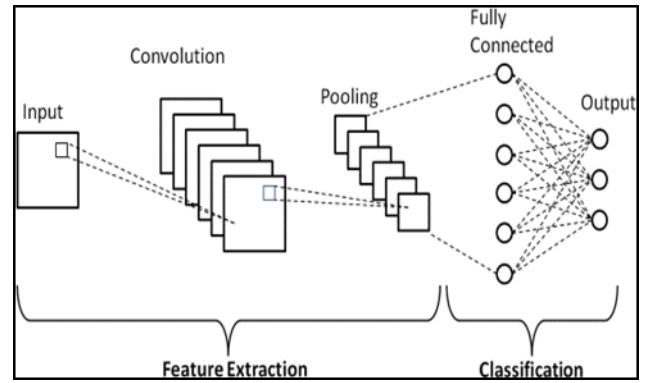 Input
Convolution
Pooling
Fully
Connected
Output
Feature Extraction
Classification